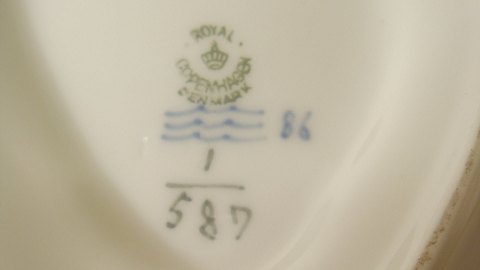 ROYAL
COPENHAGEN
DENMARK
86
1
587